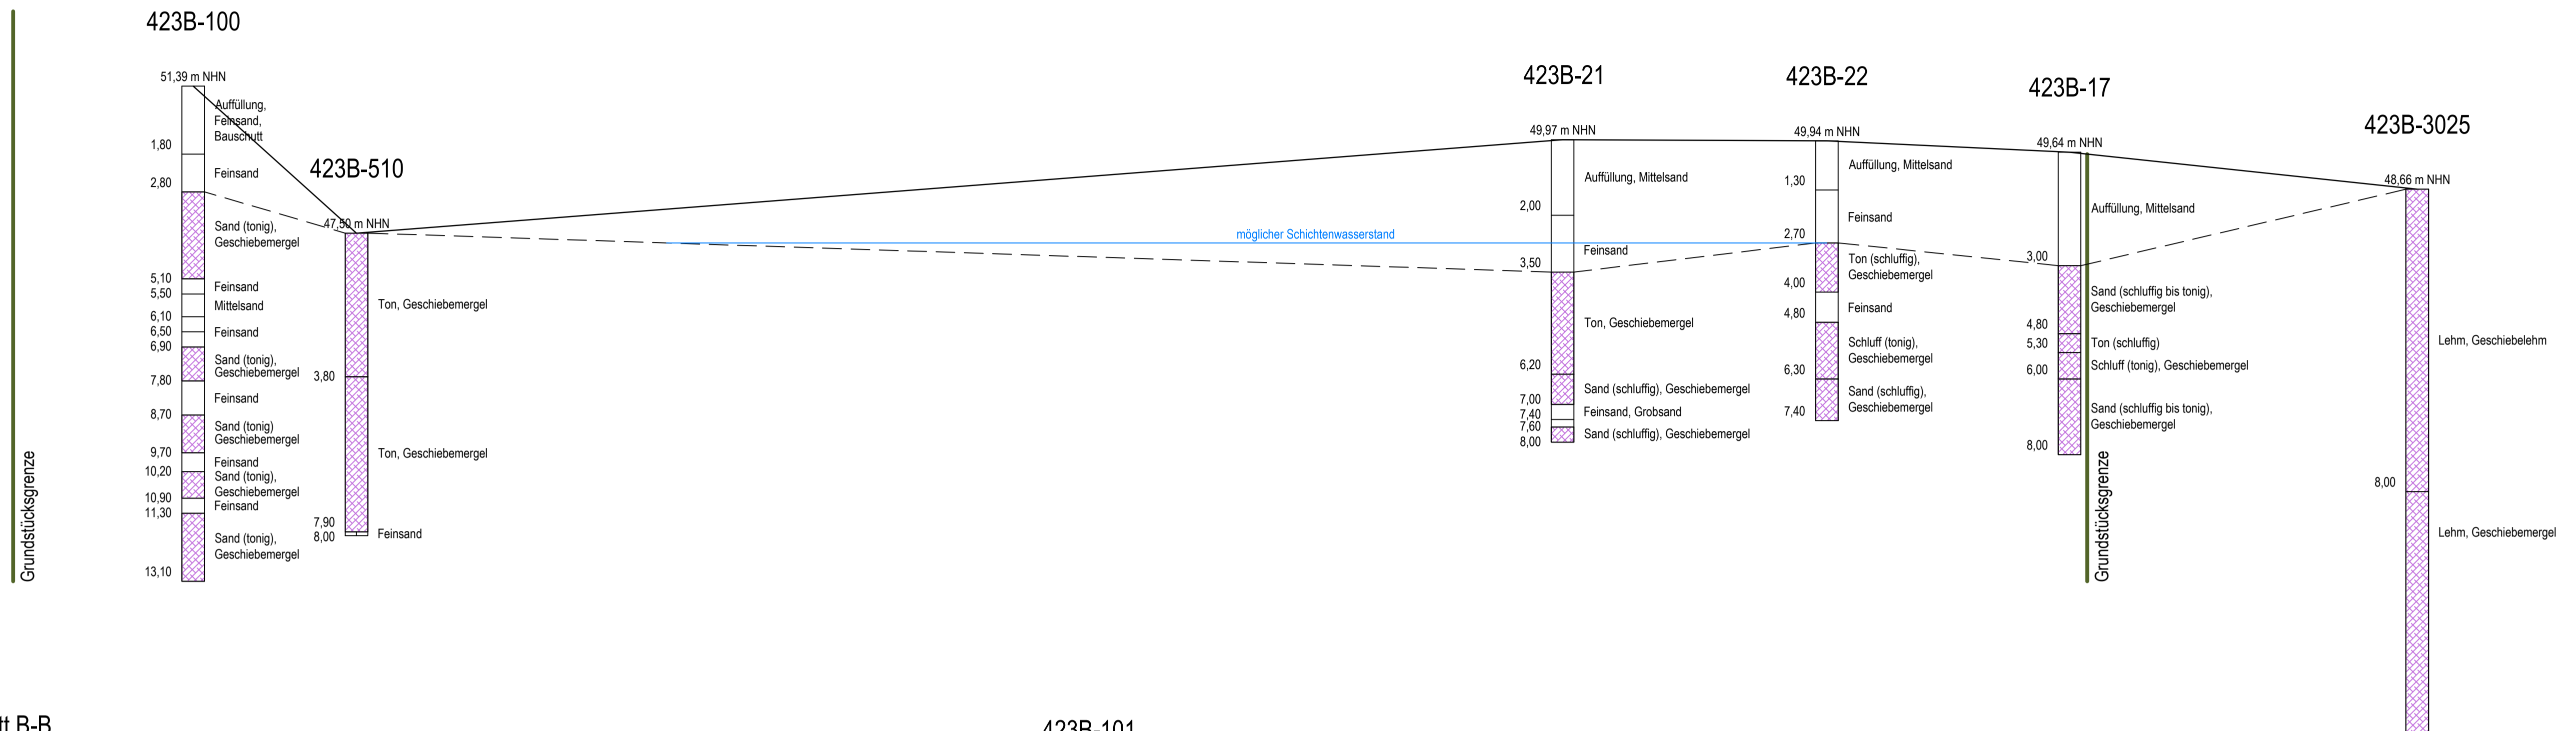 423B-100
51,39 m NHN
Auffüllung,
Feinsand,
Bauschutt
1,80
Feinsand
2,80
Sand (tonig),
Geschiebemergel
5,10
Feinsand
5,50
Mittelsand
6,10
6,50
Feinsand
6,90
Sand (tonig),
Geschiebemergel
7,80
Feinsand
8,70
Sand (tonig)
Geschiebemergel
9,70
Feinsand
10,20
Sand (tonig),
Geschiebemergel
10,90
Feinsand
11,30
Sand (tonig),
Geschiebemergel
13,10
Grundstücksgrenze
423B-510
47,50 m NHN
Ton, Geschiebemergel
3,80
Ton, Geschiebemergel
7,90
8,00
Feinsand
möglicher Schichtenwasserstand
423B-21
49,97 m NHN
Auffüllung, Mittelsand
2,00
Feinsand
3,50
Ton, Geschiebemergel
6,20
Sand (schluffig), Geschiebemergel
7,00
Feinsand, Grobsand
7,40
7,60
Sand (schluffig), Geschiebemergel
8,00
423B-22
49,94 m NHN
Auffüllung, Mittelsand
1,30
Feinsand
2,70
Ton (schluffig),
Geschiebemergel
4,00
Feinsand
4,80
Schluff (tonig),
Geschiebemergel
6,30
Sand (schluffig),
Geschiebemergel
7,40
423B-17
49,64 m NHN
Auffüllung, Mittelsand
3,00
Sand (schluffig bis tonig),
Geschiebemergel
4,80
Ton (schluffig)
5,30
Schluff (tonig), Geschiebemergel
6,00
Sand (schluffig bis tonig),
Geschiebemergel
8,00
Grundstücksgrenze
423B-3025
48,66 m NHN
Lehm, Geschiebelehm
8,00
Lehm, Geschiebemergel
tt B-B
423B-101